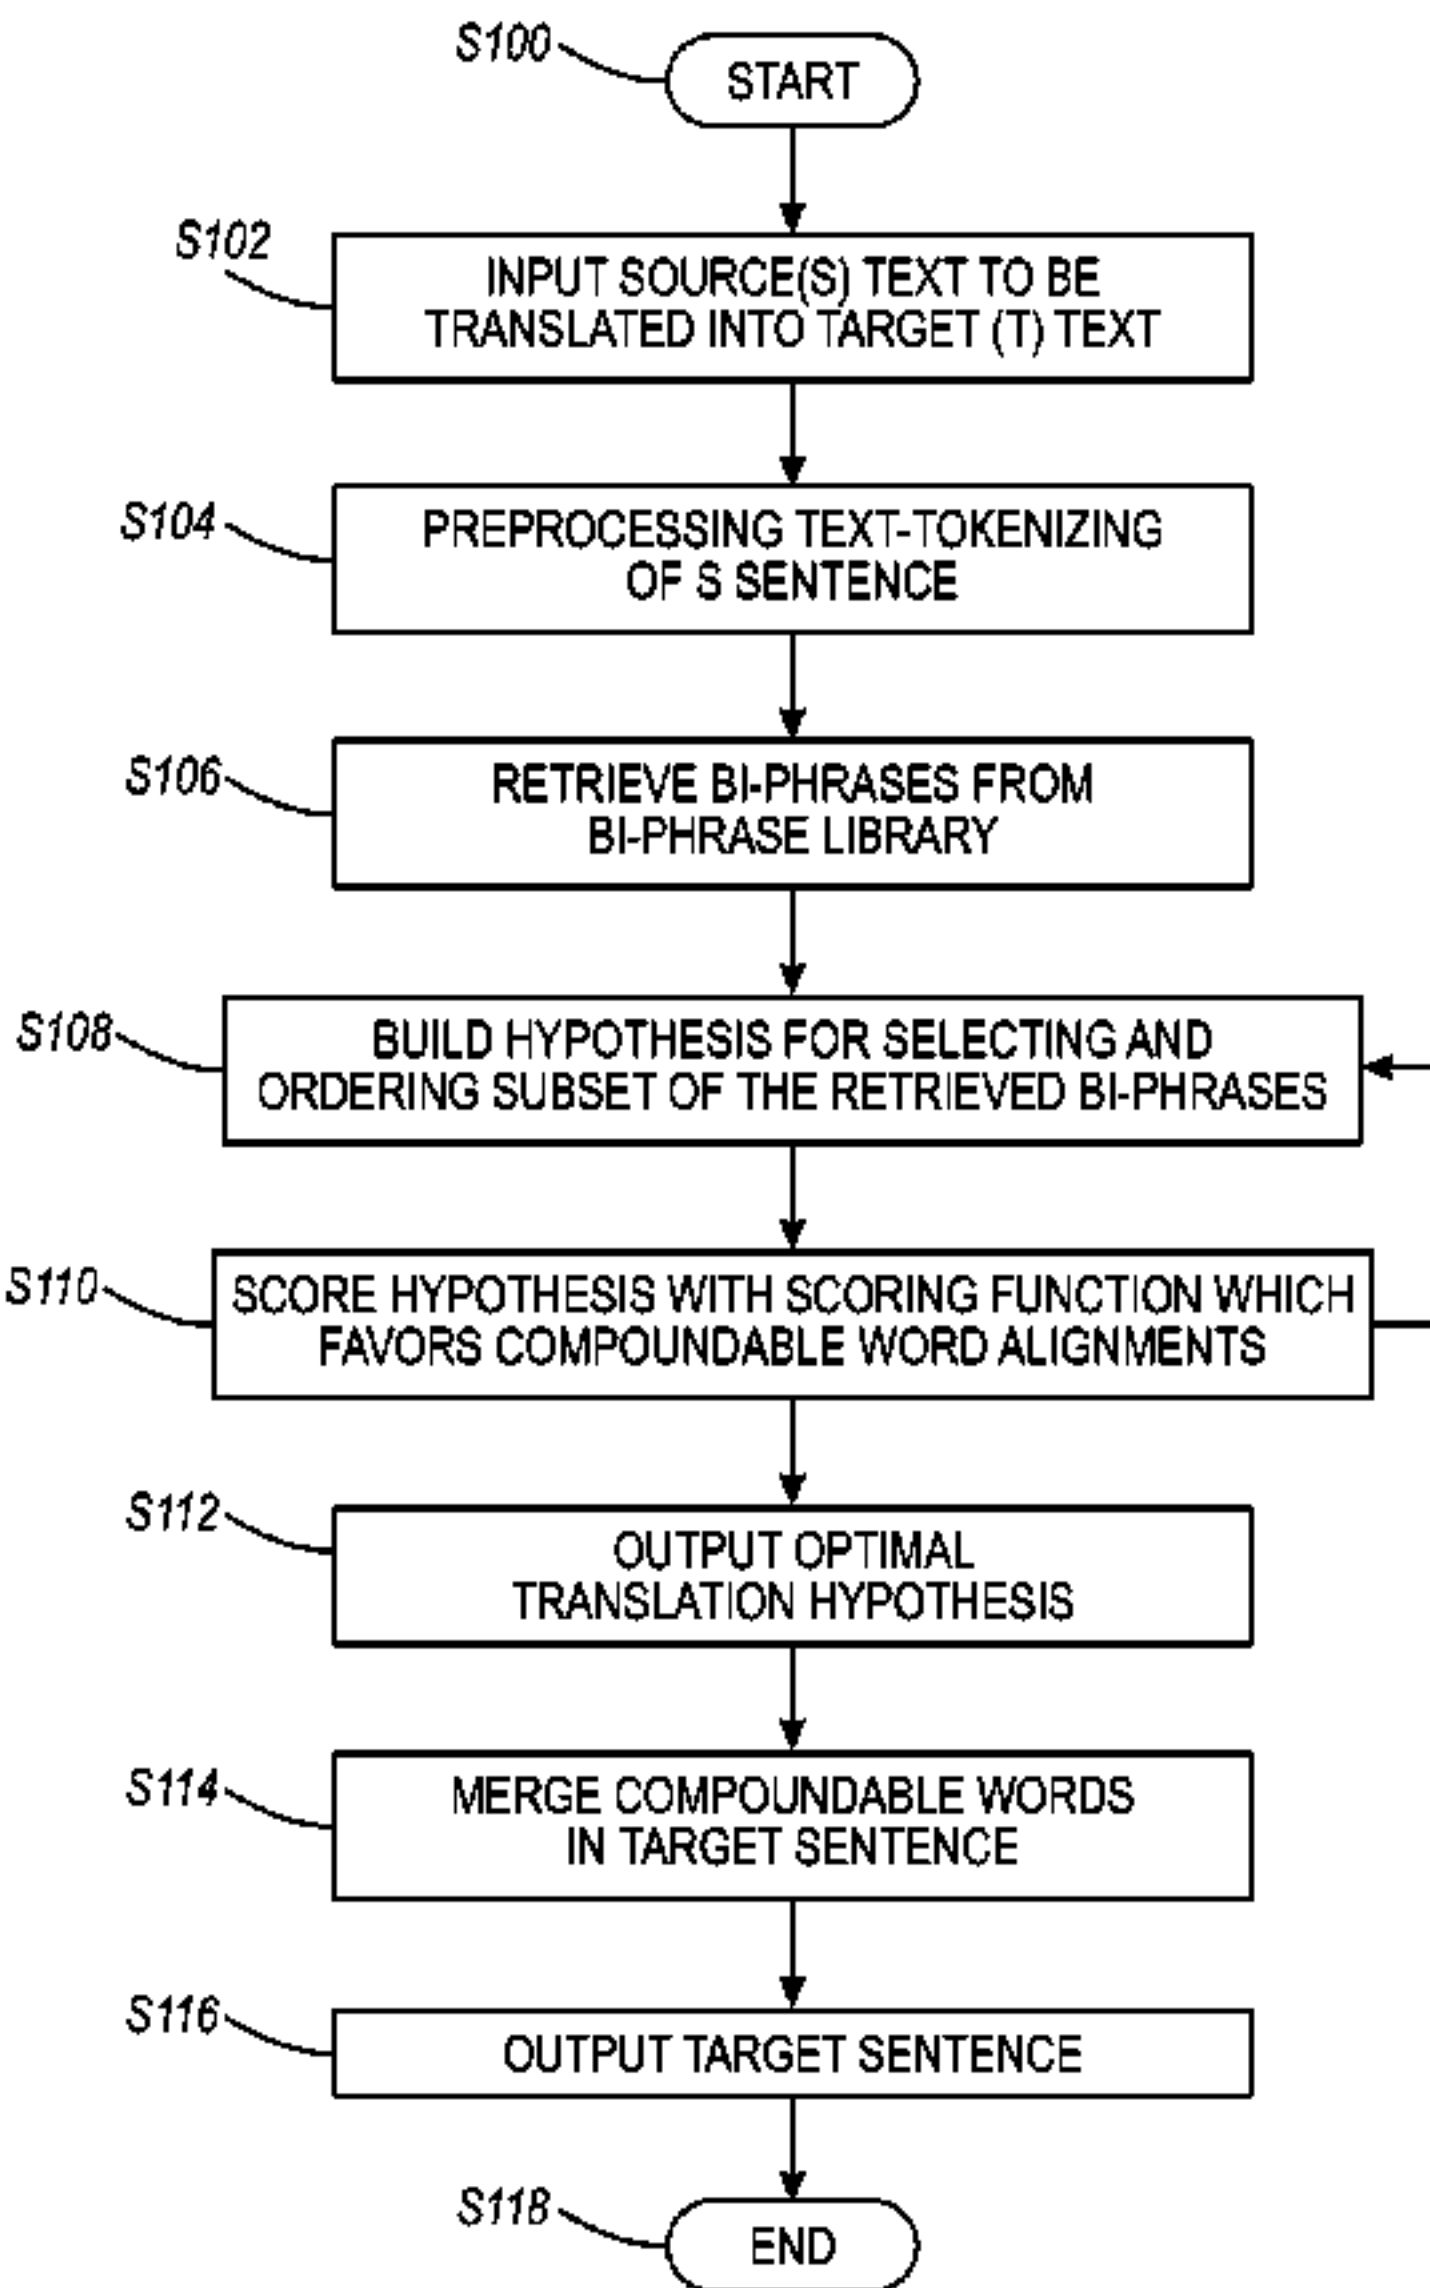 S100
START
S102
INPUT SOURCE(S) TEXT TO BE
TRANSLATED INTO TARGET (T) TEXT
S104
PREPROCESSING TEXT-TOKENIZING
OF S SENTENCE
S106
RETRIEVE BI-PHRASES FROM
BI-PHRASE LIBRARY
S108
BUILD HYPOTHESIS FOR SELECTING AND
ORDERING SUBSET OF THE RETRIEVED BI-PHRASES
S110
SCORE HYPOTHESIS WITH SCORING FUNCTION WHICH
FAVORS COMPOUNDABLE WORD ALIGNMENTS
S112
OUTPUT OPTIMAL
TRANSLATION HYPOTHESIS
S114
MERGE COMPOUNDABLE WORDS
IN TARGET SENTENCE
S116
OUTPUT TARGET SENTENCE
S118
END